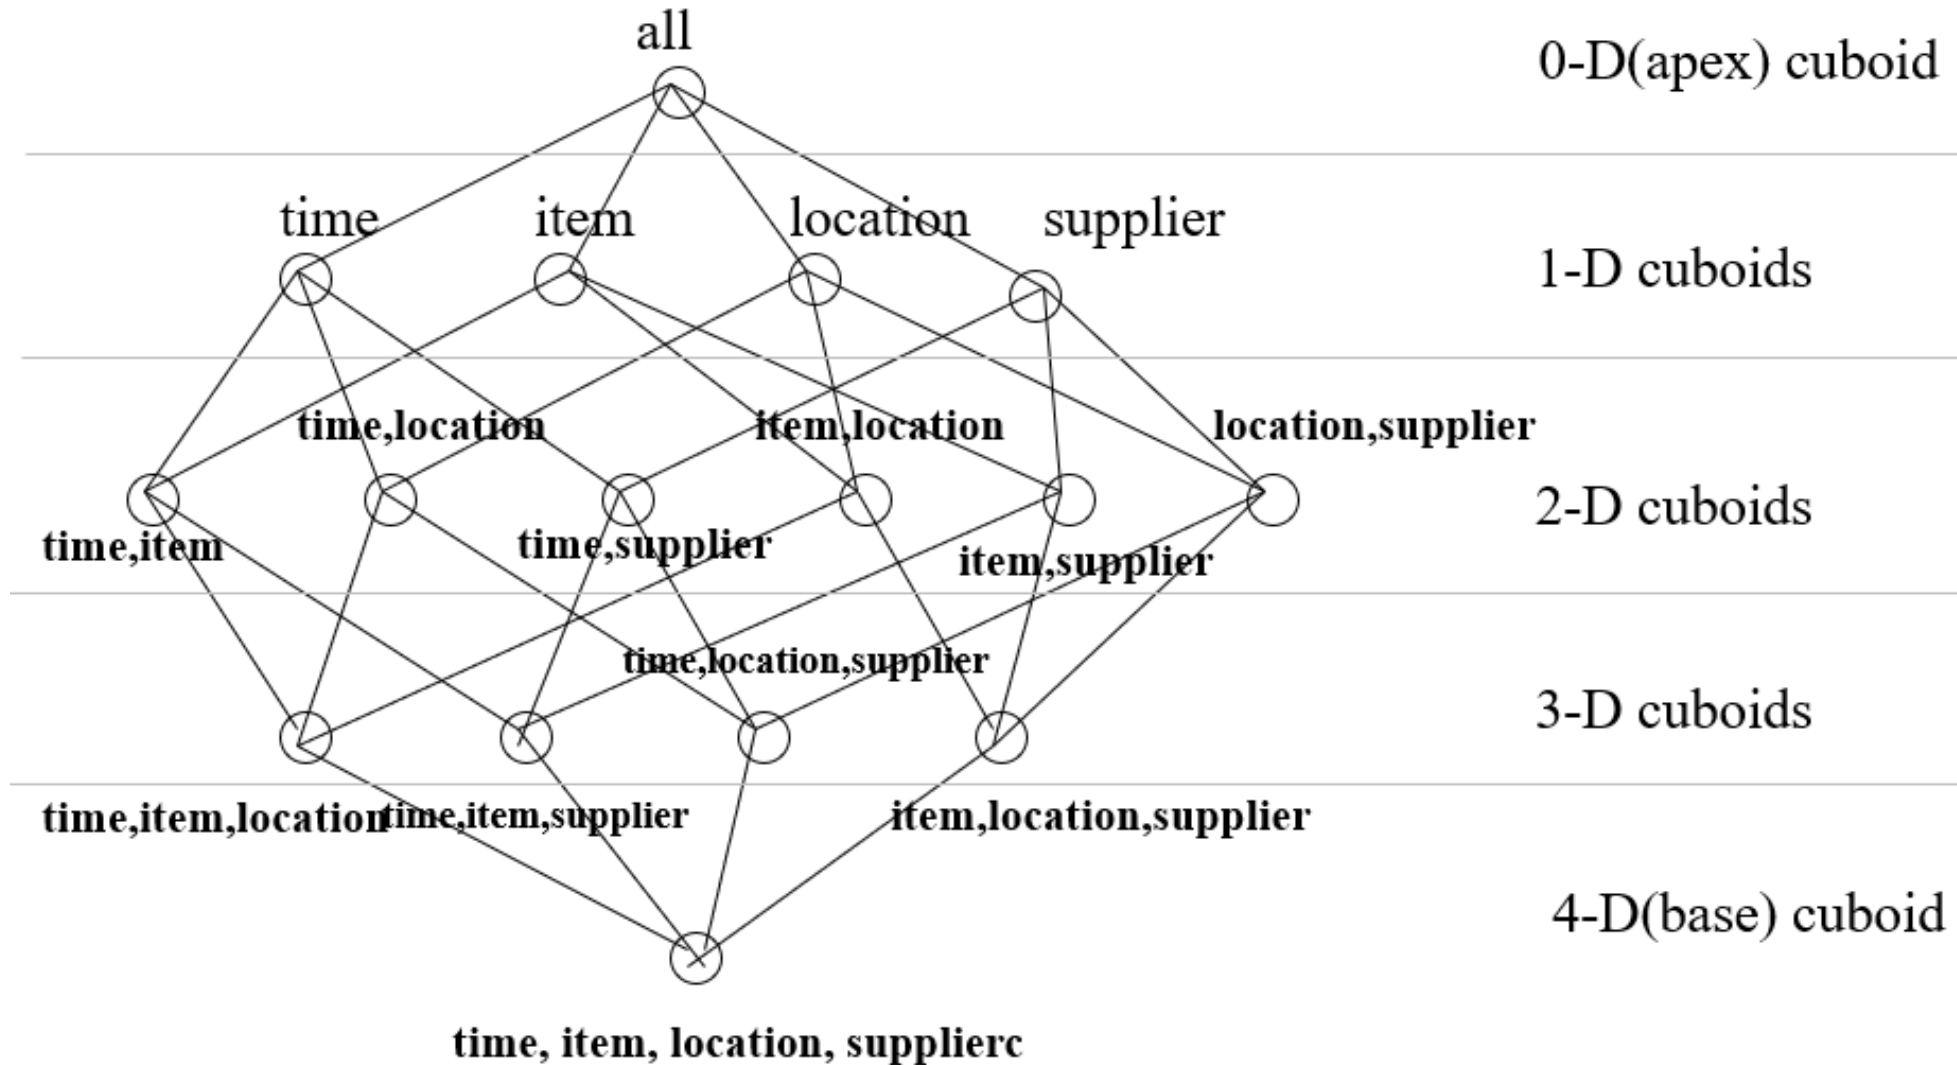 all
0-D(apex) cuboid
time
item
location
supplier
1-D cuboids
time,location
item,location
location,supplier
2-D cuboids
time,item
time,supplier
item,supplier
time,location,supplier
3-D cuboids
time,item,location
time,item,supplier
item,location,supplier
4-D(base) cuboid
time, item, location, supplierc